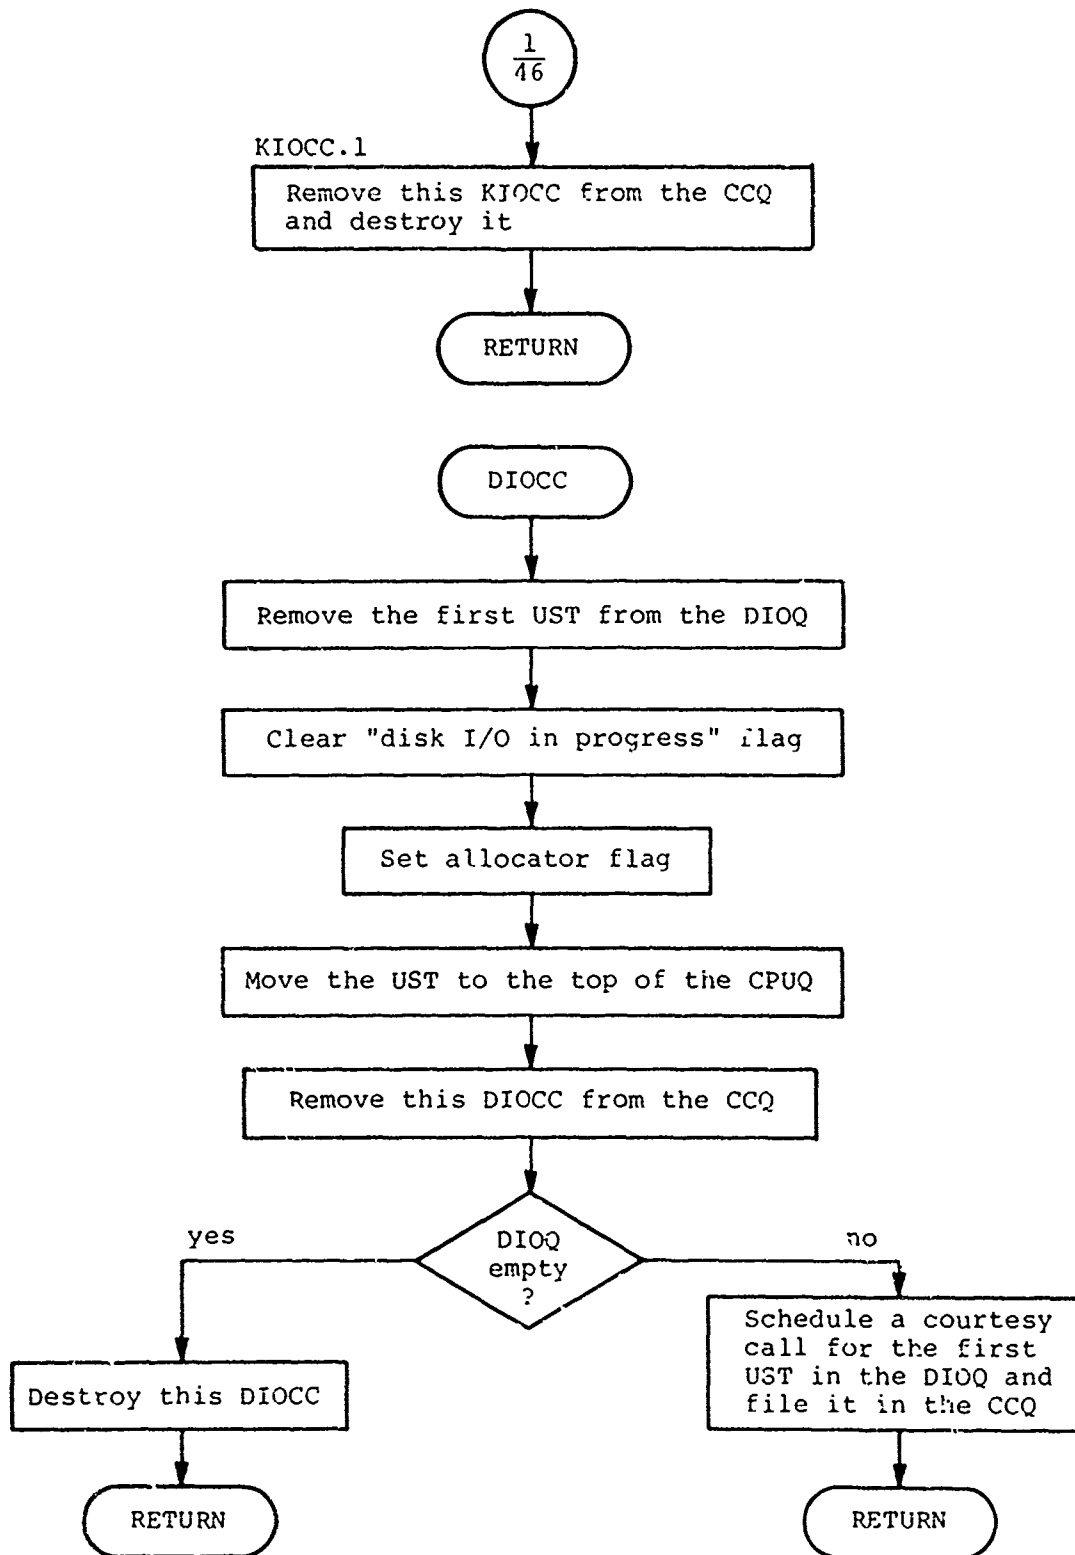 1
46
KIOCC.1
Remove this KIOCC from the CCQ
and destroy it
RETURN
DIOCC
Remove the first UST from the DIOQ
Clear "disk I/O in progress" flag
Set allocator flag
Move the UST to the top of the CPUQ
Remove this DIOCC from the CCQ
DIOQ
empty
?
yes
no
Destroy this DIOCC
Schedule a courtesy
call for the first
UST in the DIOQ and
file it in the CCQ
RETURN
RETURN